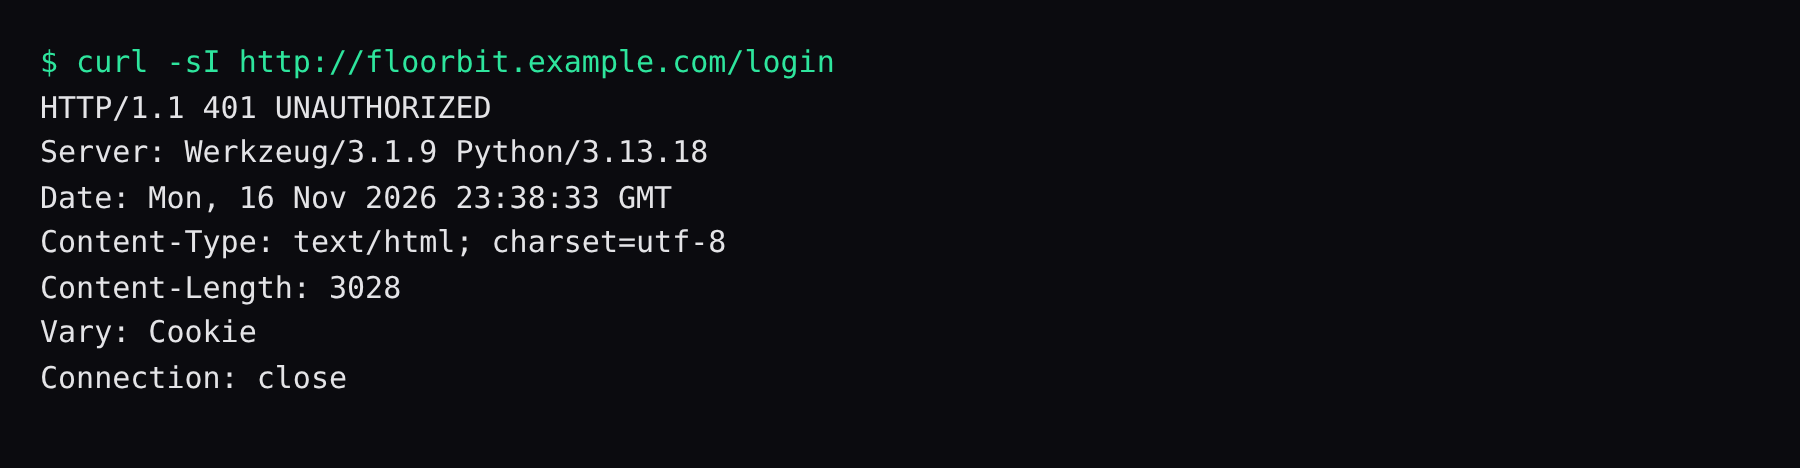 $ curl -sI http://floorbit.example.com/login
HTTP/1.1 401 UNAUTHORIZED
Server: Werkzeug/3.1.9 Python/3.13.18
Date: Mon, 16 Nov 2026 23:38:33 GMT
Content-Type: text/html; charset=utf-8
Content-Length: 3028
Vary: Cookie
Connection: close